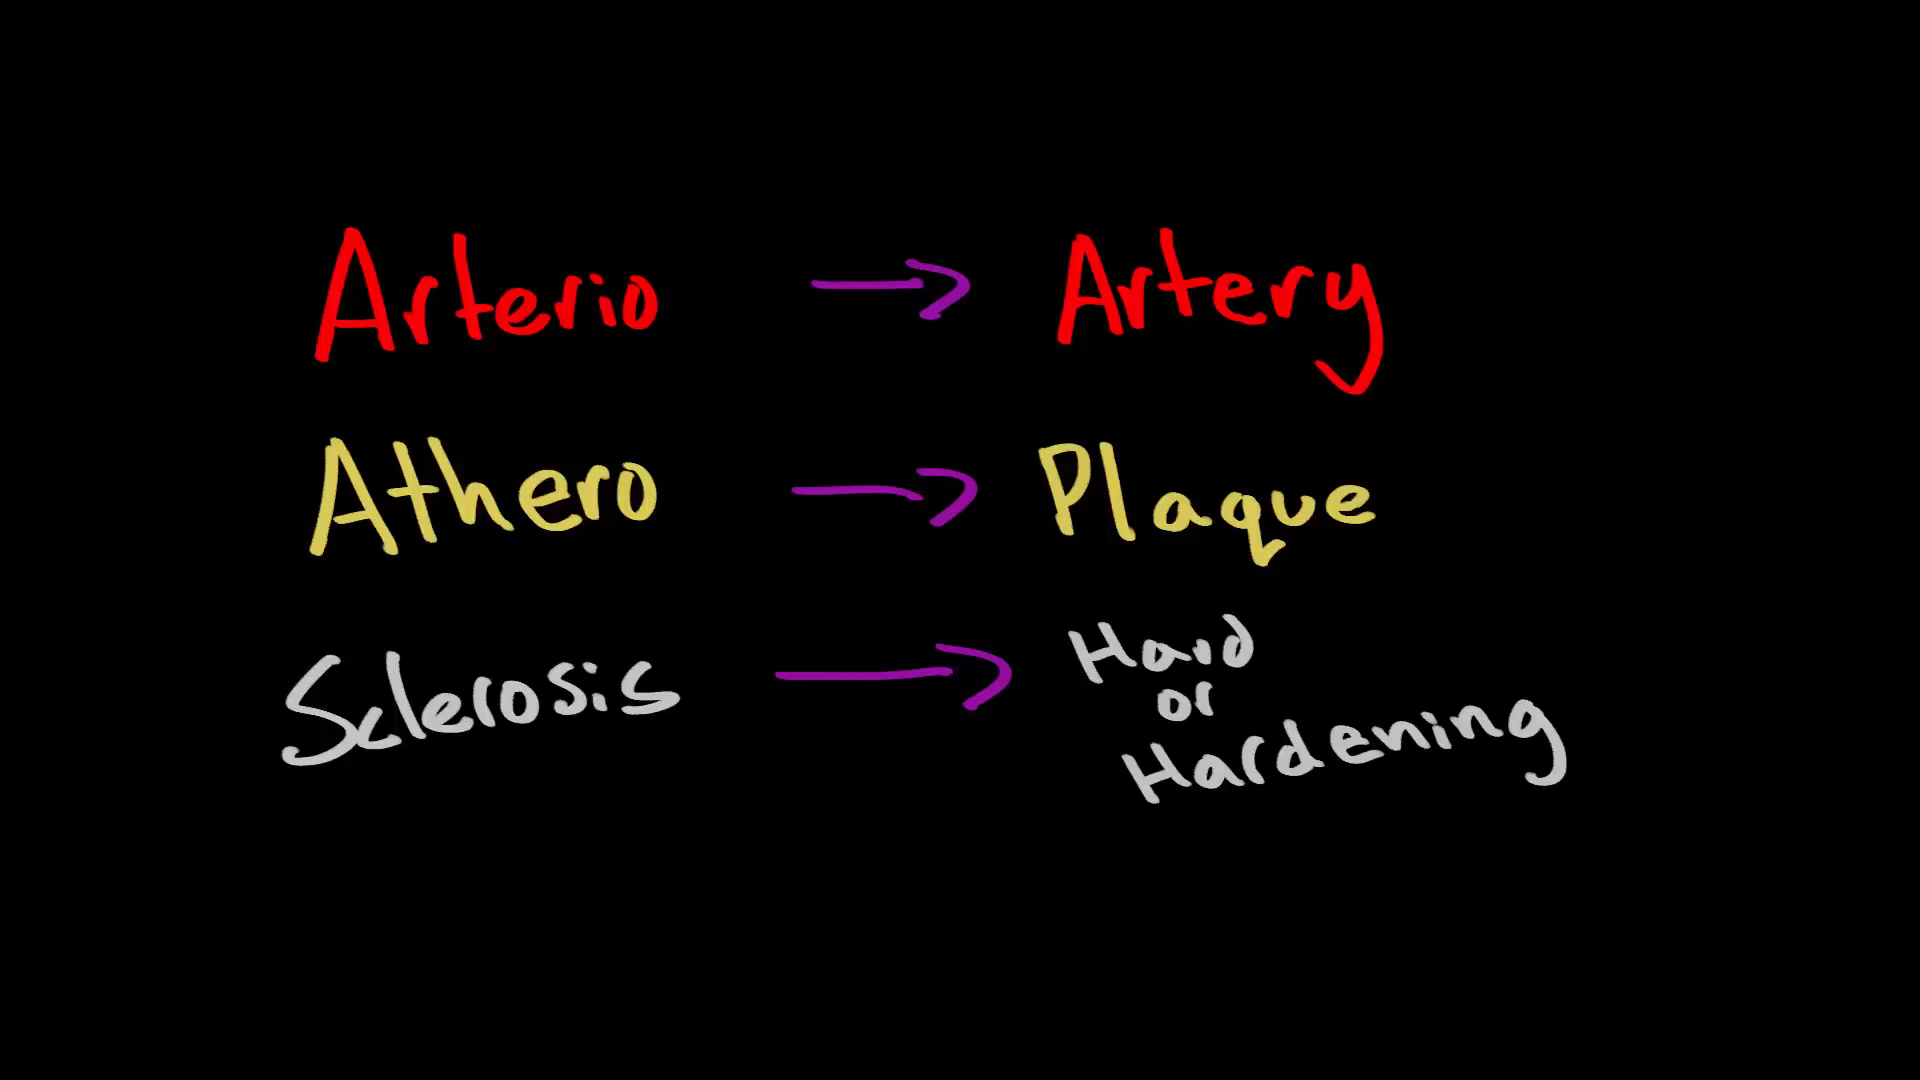 Arterio → Artery
Athero → Plaque
Sclerosis → Hard
or
Hardening